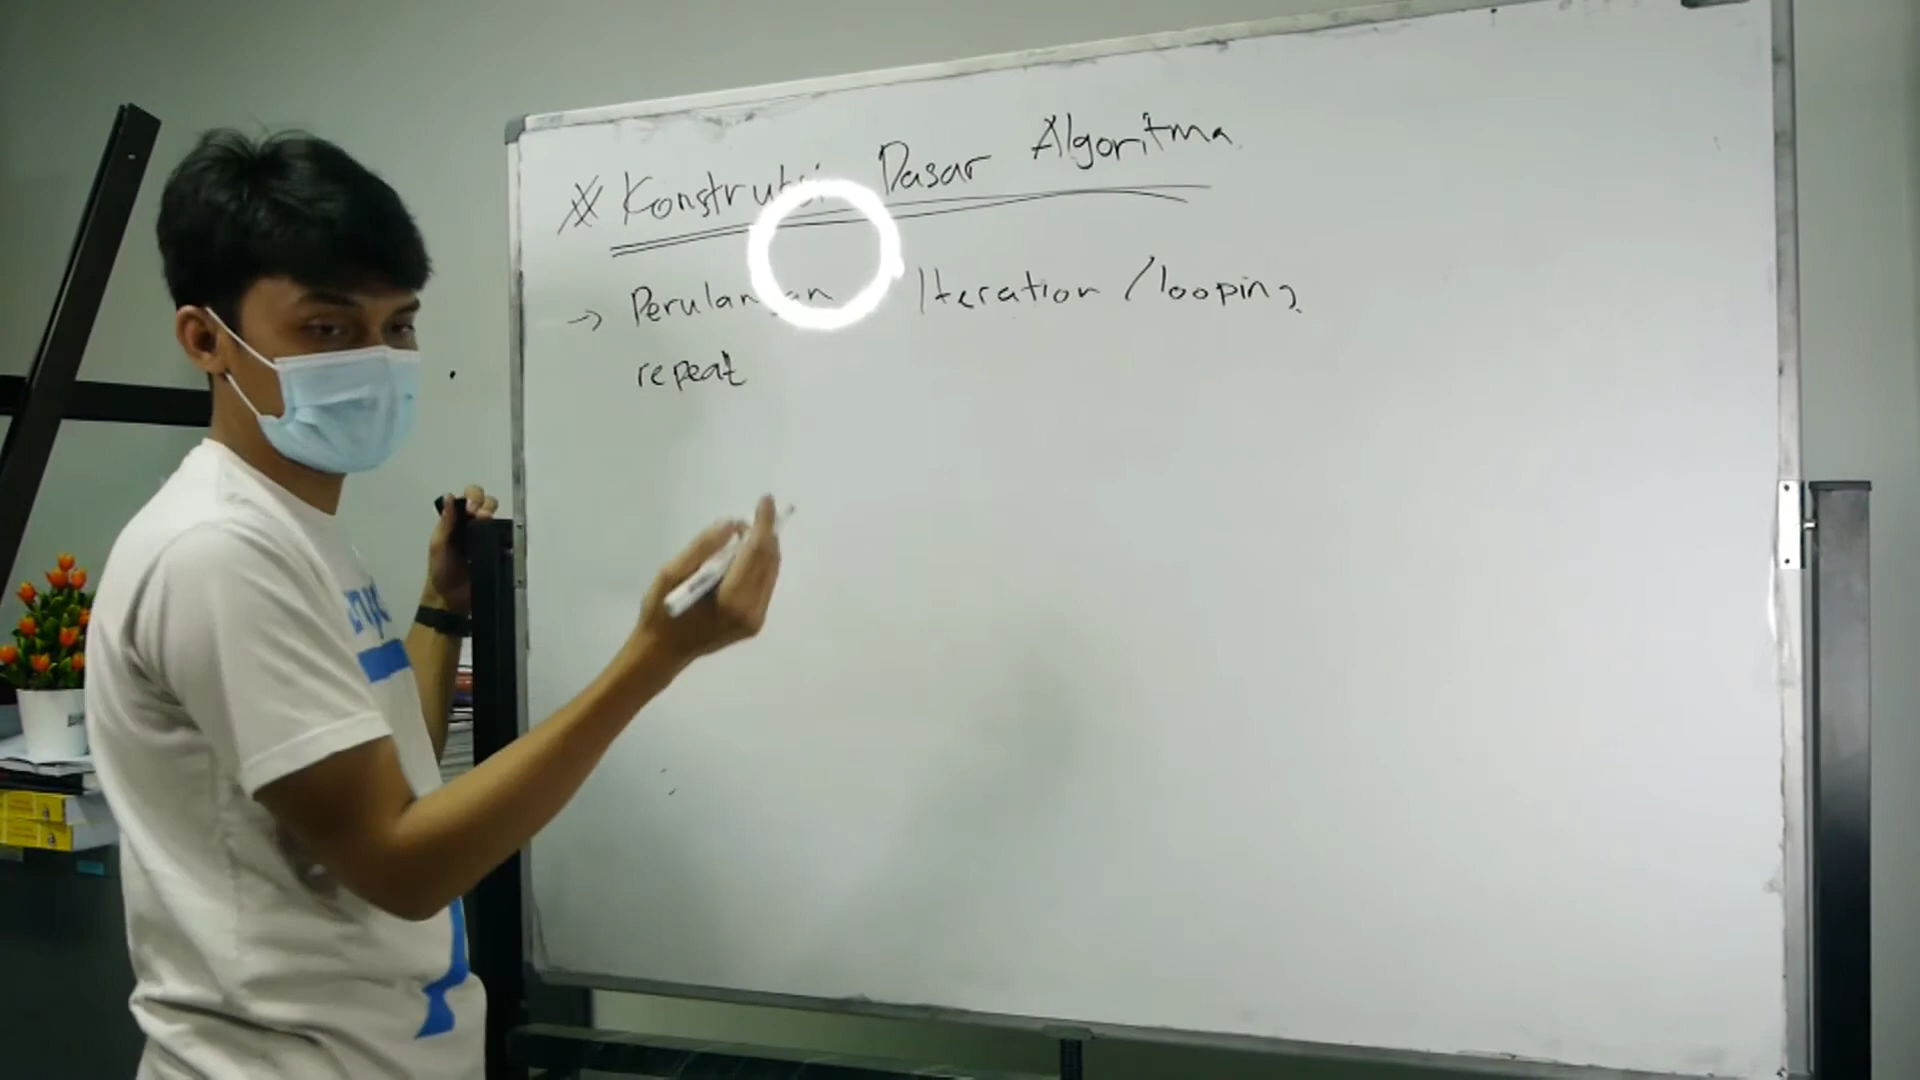 Konstruksi Dasar Algoritma
→ Perulangan Iteration / looping
repeat